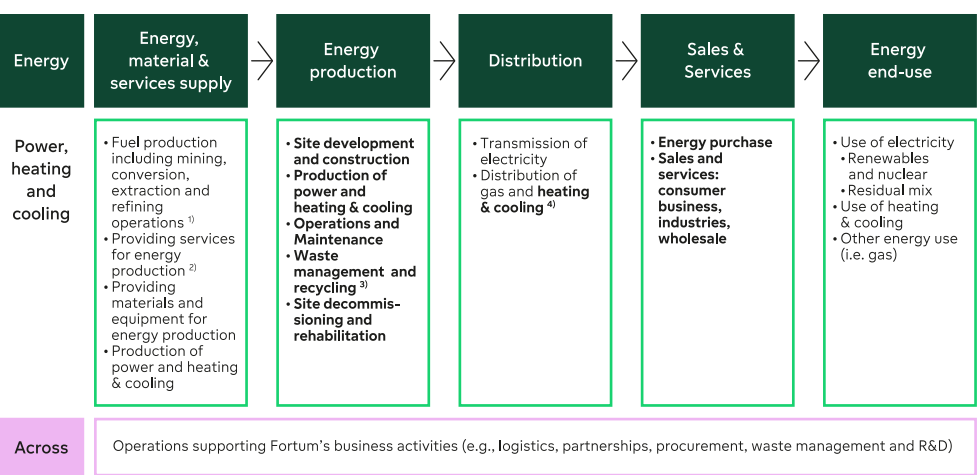 Energy
Energy,
material &
services supply
Energy
production
Distribution
Sales &
Services
Energy
end-use
Power,
heating
and
cooling
• Fuel production
including mining,
conversion,
extraction and
refining
operations 1)
• Providing services
for energy
production 2)
• Providing
materials and
equipment for
energy production
• Production of
power and heating
& cooling
• Site development
and construction
• Production of
power and
heating & cooling
• Operations and
Maintenance
• Waste
management and
recycling 3)
• Site decommis-
sioning and
rehabilitation
• Transmission of
electricity
• Distribution of
gas and heating
& cooling 4)
• Energy purchase
• Sales and
services:
consumer
business,
industries,
wholesale
• Use of electricity
• Renewables
and nuclear
• Residual mix
• Use of heating
& cooling
• Other energy use
(i.e. gas)
Across
Operations supporting Fortum's business activities (e.g., logistics, partnerships, procurement, waste management and R&D)